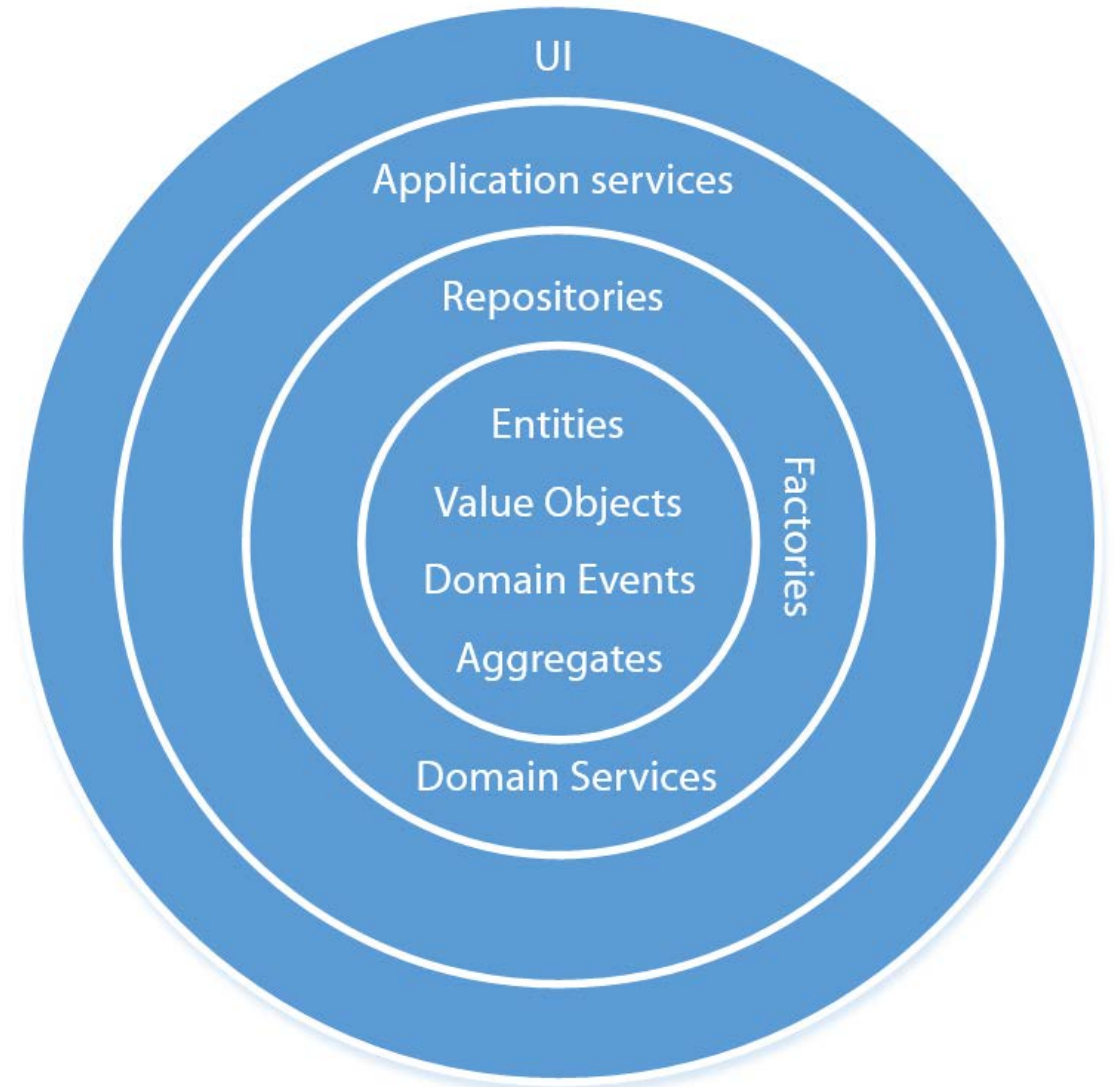 UI
Application services
Repositories
Entities
Value Objects
Domain Events
Aggregates
Factories
Domain Services